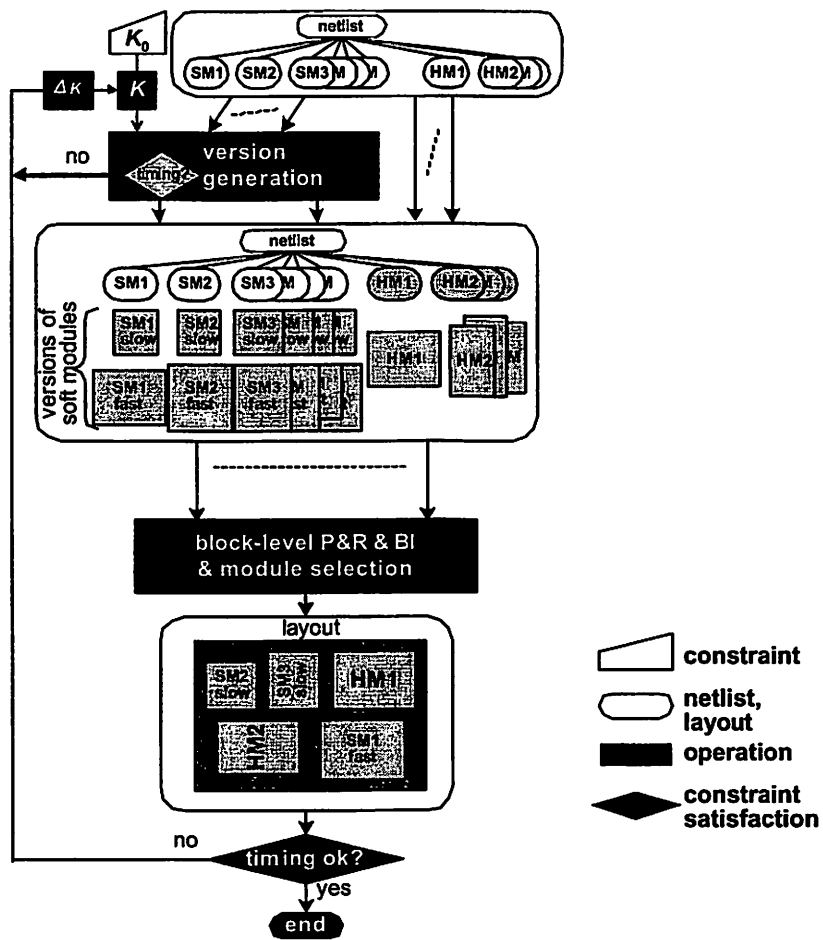 K0
netlist
SM1 SM2 SM3 M M HM1 HM2 M
ΔK K
no
version
timing?
generation
netlist
SM1 SM2 SM3 M M HM1 HM2 M
versions of
soft modules
SM1 slow
SM2 slow
SM3 slow
HM1
HM2 M
SM1 fast
SM2 fast
SM3 fast
block-level P&R & BI
& module selection
layout
SM2 slow
SM3 slow
HM1
HM2
SM1 fast
no
timing ok?
yes
end
constraint
netlist,
layout
operation
constraint
satisfaction